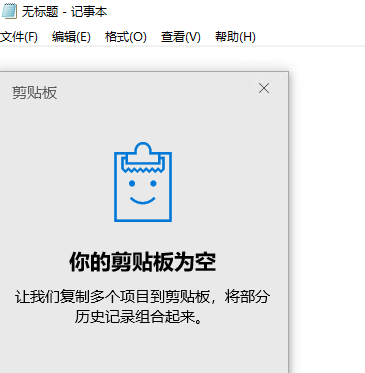 无标题 - 记事本
文件(F) 编辑(E) 格式(O) 查看(V) 帮助(H)
剪贴板
你的剪贴板为空
让我们复制多个项目到剪贴板，将部分
历史记录组合起来。